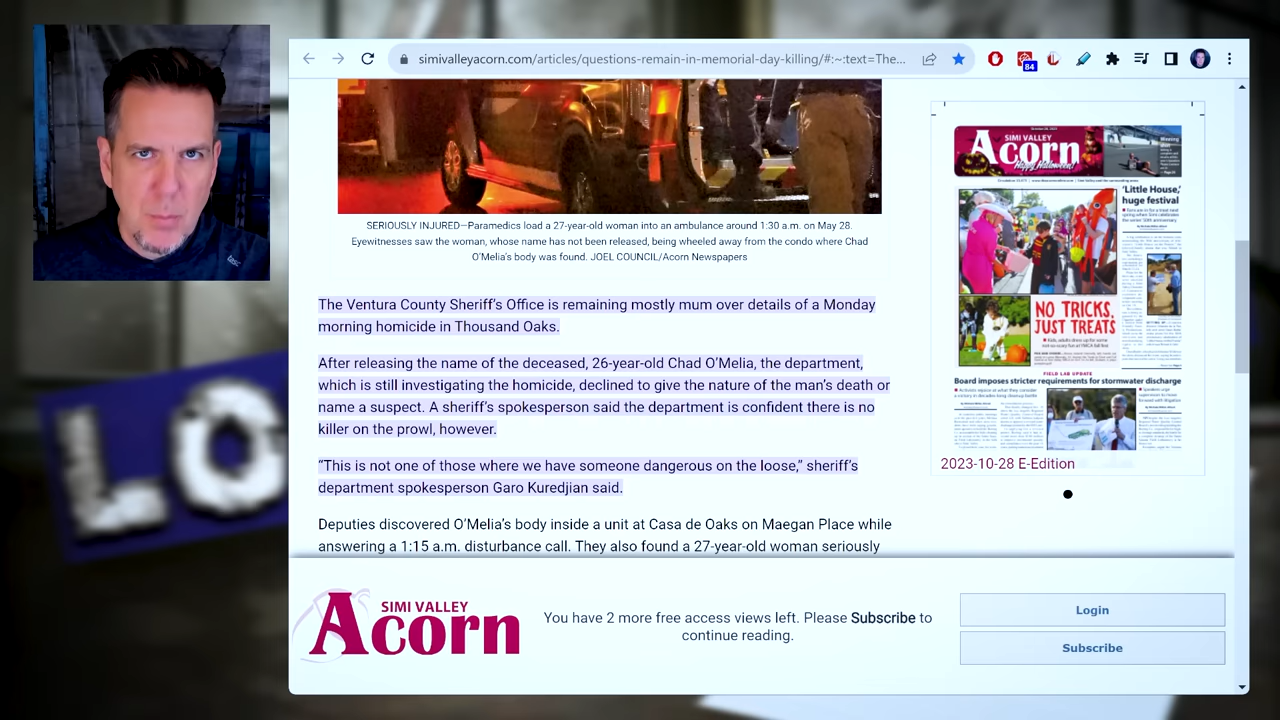 simivalleyacorn.com/articles/questions-remain-in-memorial-day-killing/#:~:text=The...
84
SERIOUSLY
medics load a 27-year-old woman into an ambulance around 1:30 a.m. on May 28.
Eyewitnesses
woman, whose name was not being released, being wheeled away from the condo where Chad
body was found. JOEL COUNCIL/Acorn Newspapers
The Ventura County Sheriff's Office is remaining mostly mum over details of a Monday
morning homicide in Thousand Oaks.
After releasing the name of the deceased, 26-year-old Chad O'Melia, the department,
which is still investigating the homicide, declined to give the nature of the man's death or
name a suspect. A sheriff's spokesperson said the department is confident there is no
killer on the prowl, however.
"This is not one of those where we have someone dangerous on the loose," sheriff's
department spokesperson Garo Kuredjian said.
Deputies discovered O'Melia's body inside a unit at Casa de Oaks on Maegan Place while
answering a 1:15 a.m. disturbance call. They also found a 27-year-old woman seriously
SIMI VALLEY
Acorn
Happy Halloween!
'Little House,'
huge festival
NO TRICKS,
JUST TREATS
FIELD LAB UPDATE
Board imposes stricter requirements for stormwater discharge
2023-10-28 E-Edition
LO
SIMI VALLEY
Acorn
You have 2 more free access views left. Please Subscribe to
continue reading.
Login
Subscribe